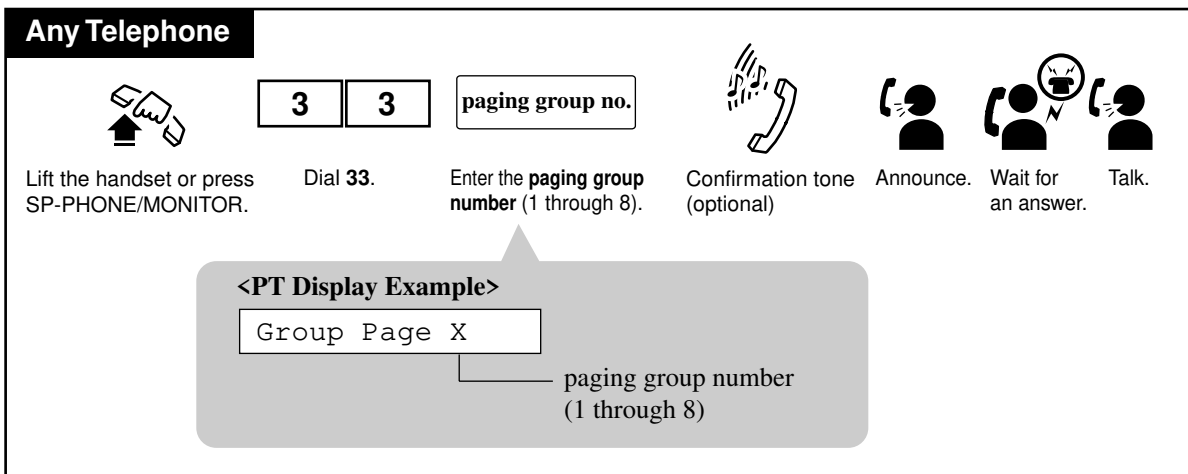 Any Telephone
3 3
paging group no.
Lift the handset or press
SP-PHONE/MONITOR.
Dial 33.
Enter the paging group
number (1 through 8).
Confirmation tone
(optional)
Announce.
Wait for
an answer.
Talk.
<PT Display Example>
Group Page X
paging group number
(1 through 8)